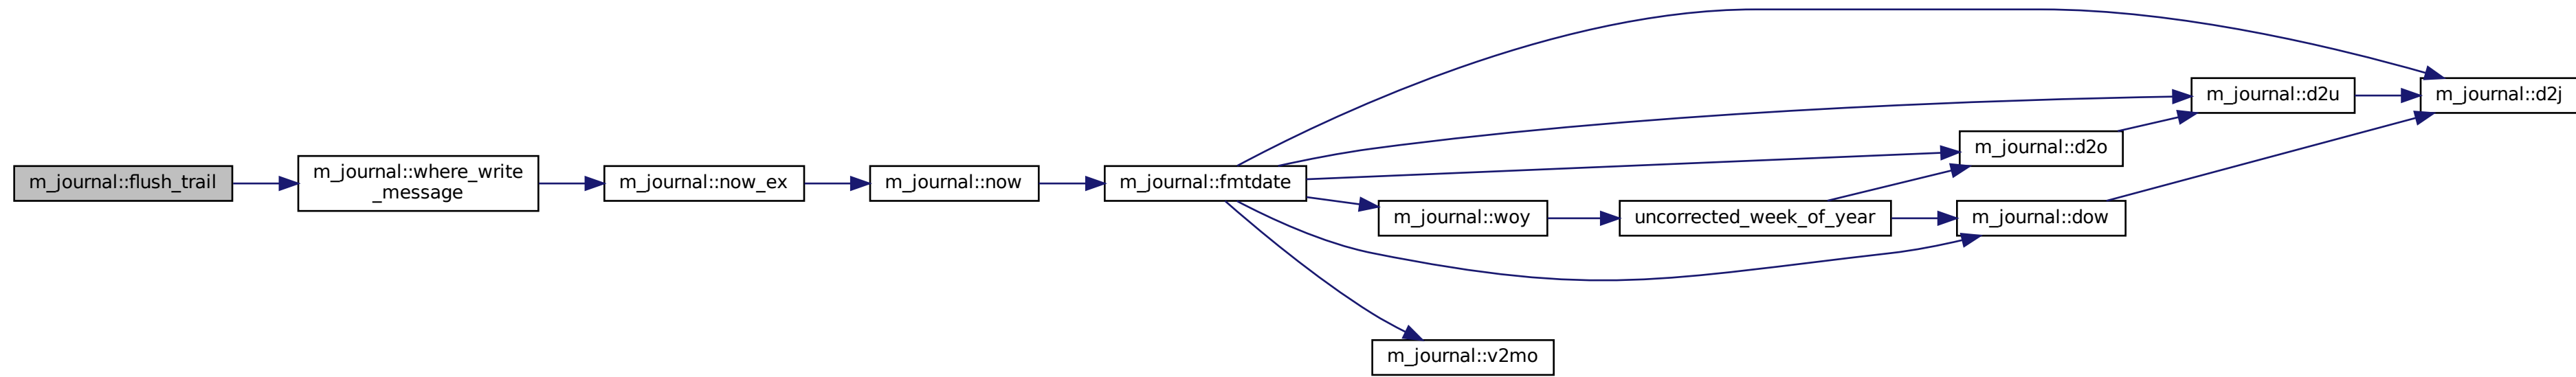 m_journal::flush_trail
m_journal::where_write
_message
m_journal::now_ex
m_journal::now
m_journal::fmtdate
m_journal::d2j
m_journal::d2u
m_journal::d2o
m_journal::woy
uncorrected_week_of_year
m_journal::dow
m_journal::v2mo